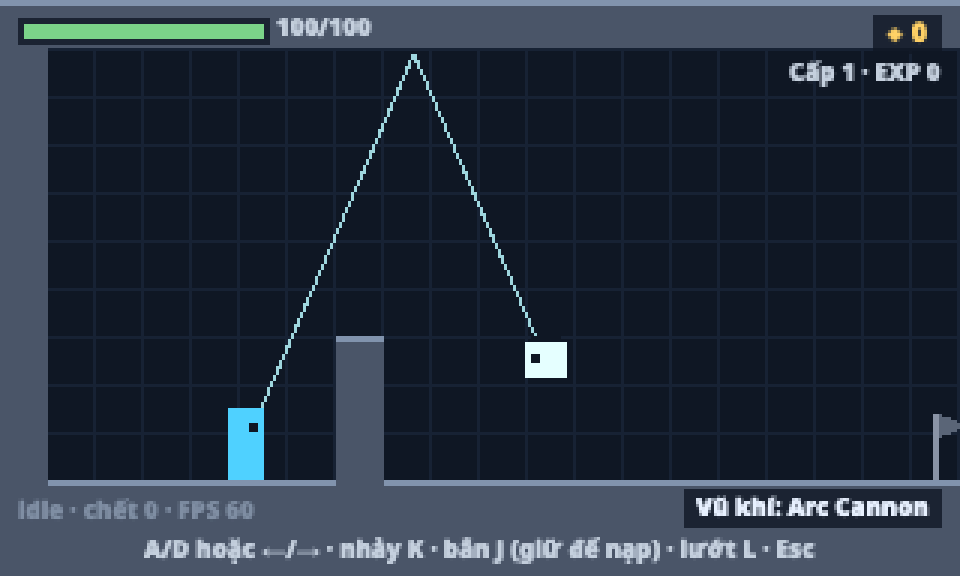 100/100
0
Cấp 1 · EXP 0
Idle · chết 0 · FPS 60
Vũ khí: Arc Cannon
A/D hoặc ←/→ · nhảy K · bắn J (giữ để nạp) · lướt L · Esc